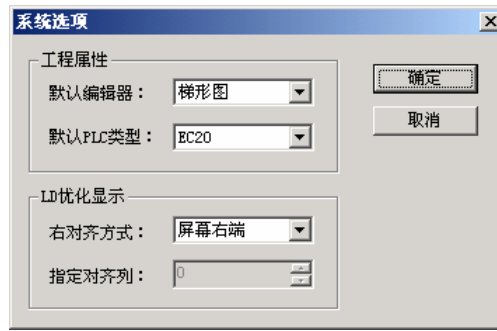 系统选项
工程属性
默认编辑器：
梯形图
默认PLC类型：
EC20
确定
取消
LD优化显示
右对齐方式：
屏幕右端
指定对齐列：
0